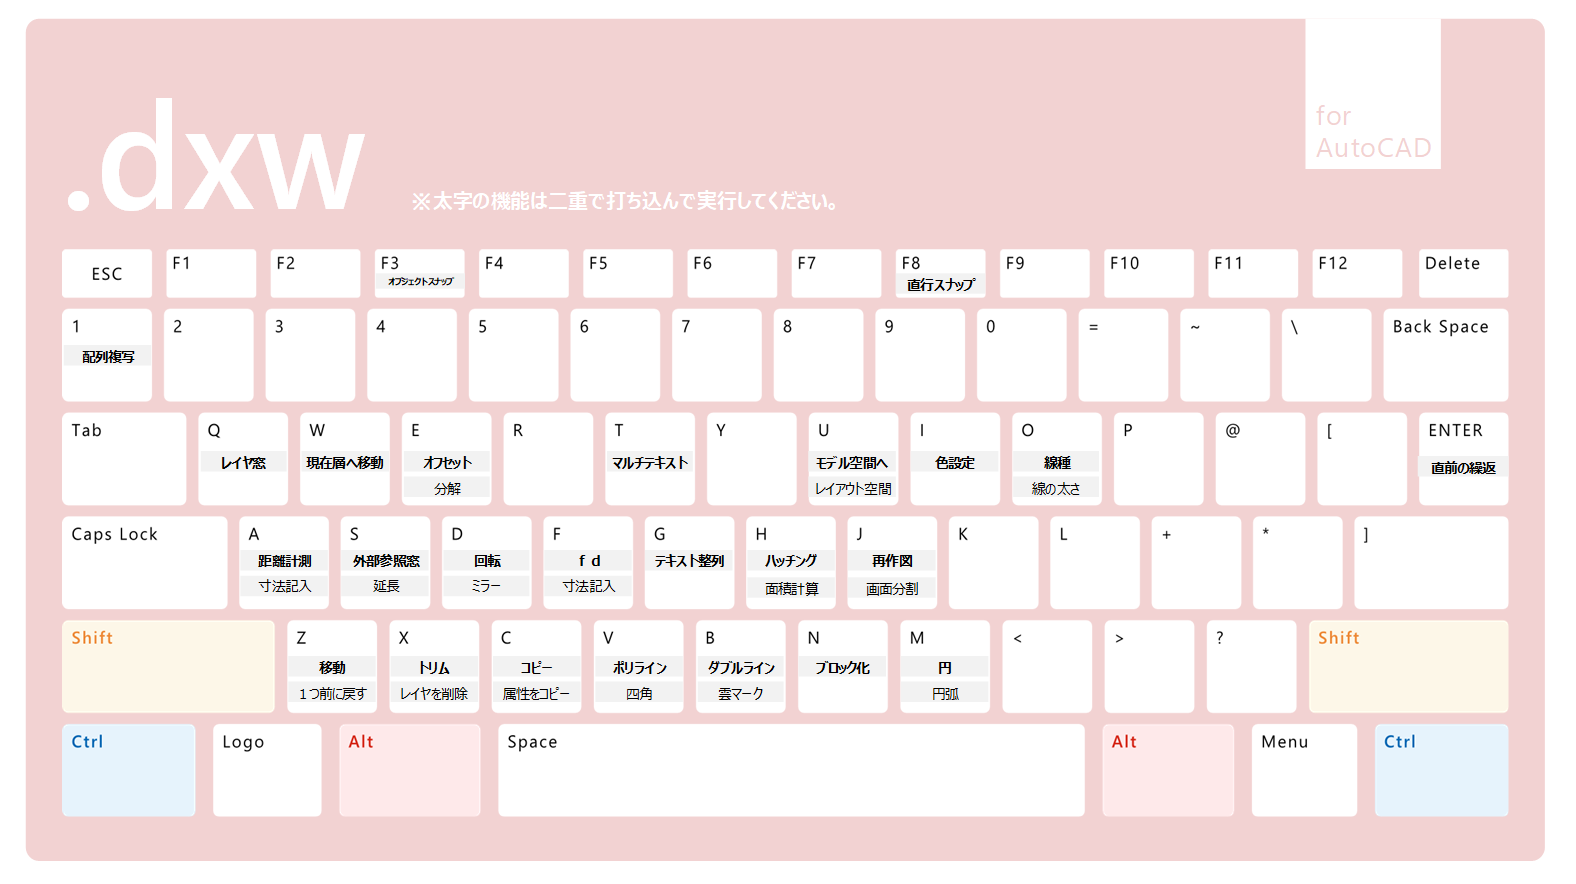 for
AutoCAD
.dxw
※太字の機能は二重で打ち込んで実行してください。
ESC
F1
F2
F3
オブジェクトスナップ
F4
F5
F6
F7
F8
直行スナップ
F9
F10
F11
F12
Delete
1
配列複写
2
3
4
5
6
7
8
9
0
=
~
\
Back Space
Tab
Q
レイヤ窓
W
現在層へ移動
E
オフセット
分解
R
T
マルチテキスト
Y
U
モデル空間へ
レイアウト空間
I
色設定
O
線種
線の太さ
P
@
[
ENTER
直前の繰返
Caps Lock
A
距離計測
寸法記入
S
外部参照窓
延長
D
回転
ミラー
F
ｆｄ
寸法記入
G
テキスト整列
H
ハッチング
面積計算
J
再作図
画面分割
K
L
+
*
]
Shift
Z
移動
１つ前に戻す
X
トリム
レイヤを削除
C
コピー
属性をコピー
V
ポリライン
四角
B
ダブルライン
雲マーク
N
ブロック化
M
円
円弧
<
>
?
Shift
Ctrl
Logo
Alt
Space
Alt
Menu
Ctrl